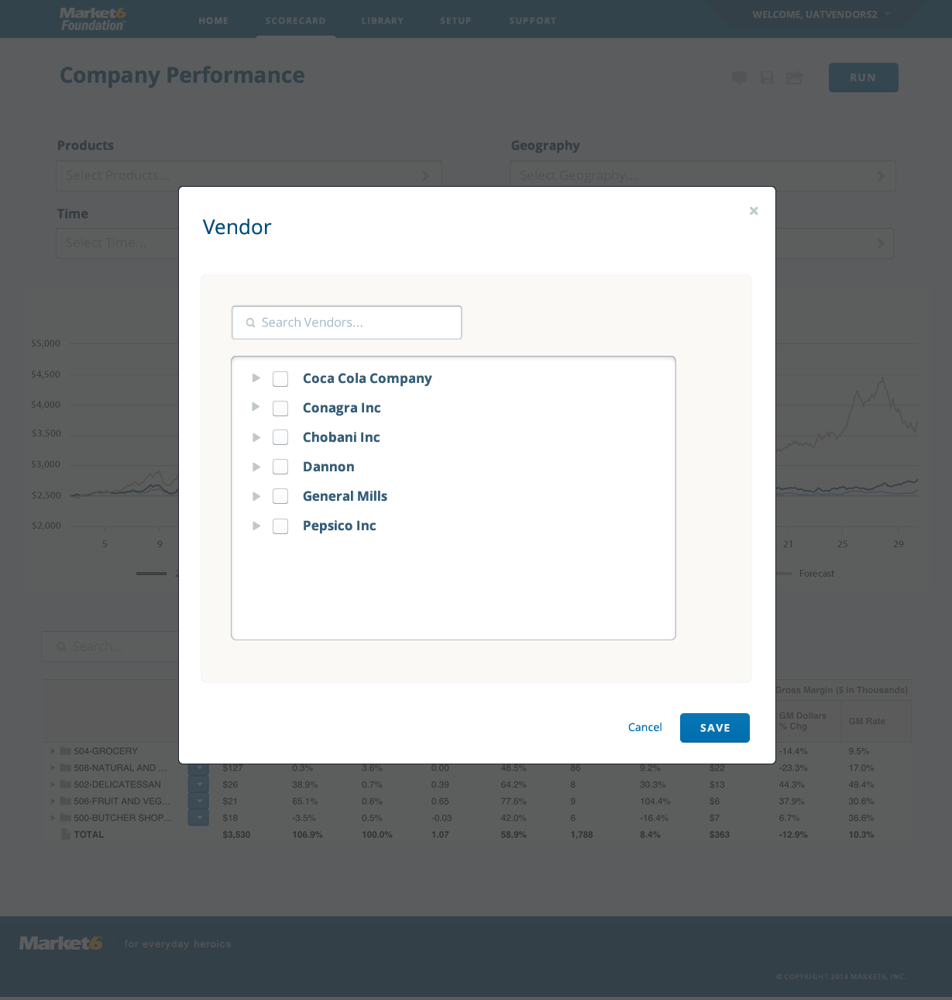 Market6
Foundation
HOME SCORECARD LIBRARY SETUP SUPPORT
WELCOME, UATVENDORS2
Company Performance
RUN
Products Geography
Select Products... Select Geography...
Time
Select Time...
×
Vendor
Search Vendors...
Coca Cola Company
Conagra Inc
Chobani Inc
Dannon
General Mills
Pepsico Inc
Cancel SAVE
$5,000
$4,500
$4,000
$3,500
$3,000
$2,500
$2,000
5 9 21 25 29
Forecast
Search...
Gross Margin ($ in Thousands)
GM Dollars
% Chg
GM Rate
504-GROCERY -14.4% 9.5%
508-NATURAL AND ... $127 0.3% 3.6% 0.00 48.5% 86 9.2% $22 -23.3% 17.0%
502-DELICATESSAN $26 38.9% 0.7% 0.39 64.2% 8 30.3% $13 44.3% 49.4%
506-FRUIT AND VEG... $21 65.1% 0.6% 0.65 77.6% 9 104.4% $6 37.9% 30.6%
500-BUTCHER SHOP... $18 -3.5% 0.5% -0.03 42.0% 6 -16.4% $7 6.7% 36.6%
TOTAL $3,530 106.9% 100.0% 1.07 58.9% 1,788 8.4% $363 -12.9% 10.3%
Market6 for everyday heroics
© COPYRIGHT 2014 MARKET6, INC.